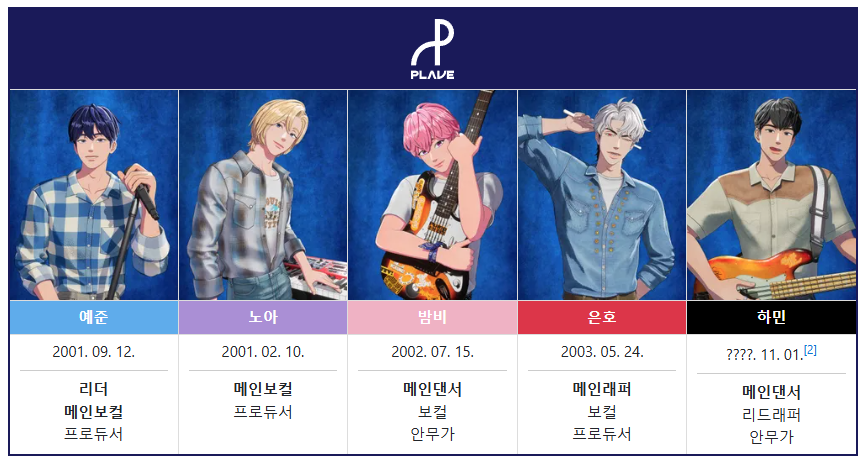 PLAVE
예준
노아
밤비
은호
하민
2001. 09. 12.
2001. 02. 10.
2002. 07. 15.
2003. 05. 24.
????. 11. 01.[2]
리더
메인보컬
프로듀서
메인보컬
프로듀서
메인댄서
보컬
안무가
메인래퍼
보컬
프로듀서
메인댄서
리드래퍼
안무가